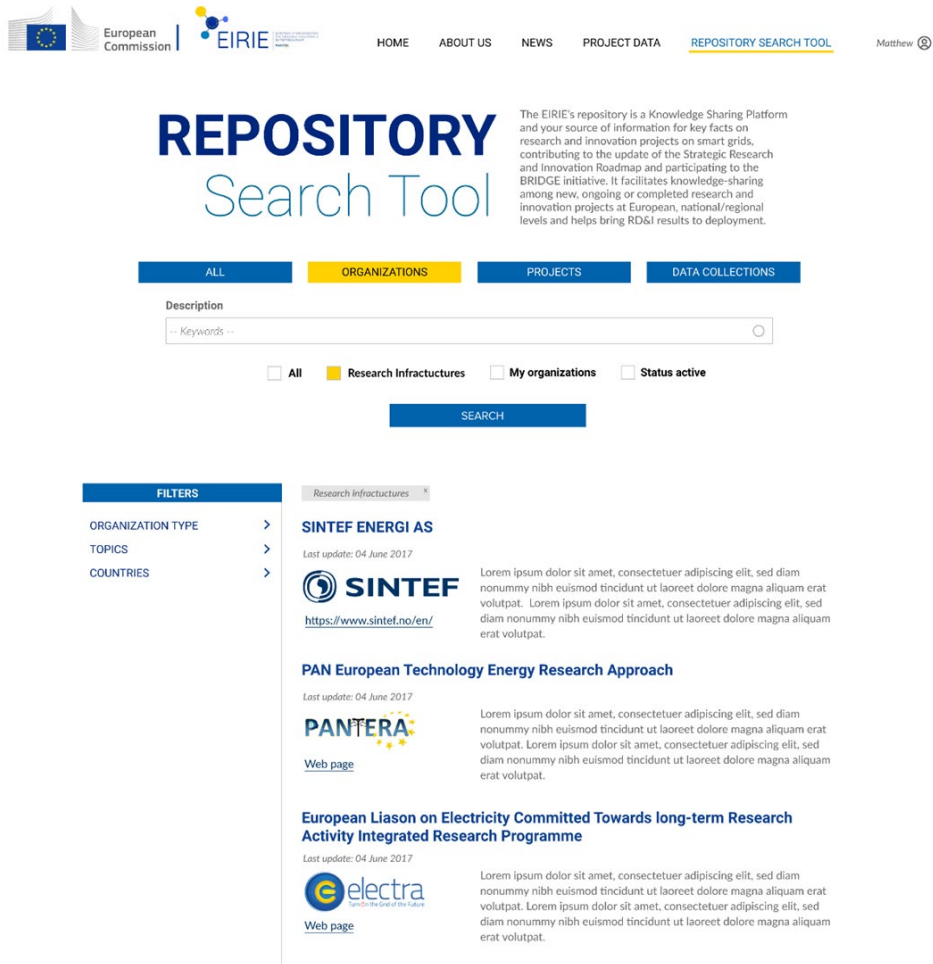 European
Commission
EIRIE
HOME ABOUT US NEWS PROJECT DATA REPOSITORY SEARCH TOOL Matthew
REPOSITORY
Search Tool
The EIRIE's repository is a Knowledge Sharing Platform
and your source of information for key facts on
research and innovation projects on smart grids,
contributing to the update of the Strategic Research
and Innovation Roadmap and participating to the
BRIDGE initiative. It facilitates knowledge-sharing
among new, ongoing or completed research and
innovation projects at European, national/regional
levels and helps bring RD&I results to deployment.
ALL ORGANIZATIONS PROJECTS DATA COLLECTIONS
Description
-- Keywords --
All Research Infractuctures My organizations Status active
SEARCH
FILTERS
ORGANIZATION TYPE
TOPICS
COUNTRIES
Research infractuctures x
SINTEF ENERGI AS
Last update: 04 June 2017
SINTEF
https://www.sintef.no/en/
Lorem ipsum dolor sit amet, consectetuer adipiscing elit, sed diam
nonummy nibh euismod tincidunt ut laoreet dolore magna aliquam erat
volutpat. Lorem ipsum dolor sit amet, consectetuer adipiscing elit, sed
diam nonummy nibh euismod tincidunt ut laoreet dolore magna aliquam
erat volutpat.
PAN European Technology Energy Research Approach
Last update: 04 June 2017
PANTERA
Web page
Lorem ipsum dolor sit amet, consectetuer adipiscing elit, sed diam
nonummy nibh euismod tincidunt ut laoreet dolore magna aliquam erat
volutpat. Lorem ipsum dolor sit amet, consectetuer adipiscing elit, sed
diam nonummy nibh euismod tincidunt ut laoreet dolore magna aliquam
erat volutpat.
European Liason on Electricity Committed Towards long-term Research
Activity Integrated Research Programme
Last update: 04 June 2017
electra
Turn On the Grid of the Future
Web page
Lorem ipsum dolor sit amet, consectetuer adipiscing elit, sed diam
nonummy nibh euismod tincidunt ut laoreet dolore magna aliquam erat
volutpat. Lorem ipsum dolor sit amet, consectetuer adipiscing elit, sed
diam nonummy nibh euismod tincidunt ut laoreet dolore magna aliquam
erat volutpat.